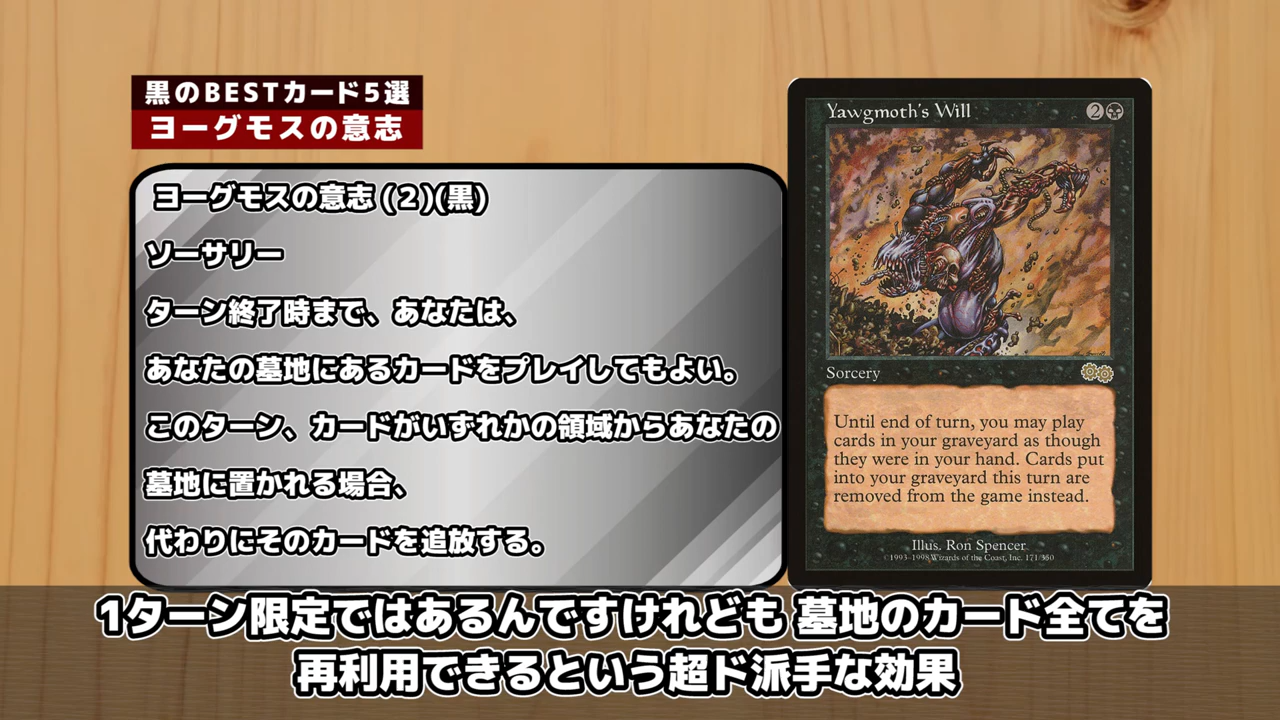 黒のBESTカード5選
ヨーグモスの意志
ヨーグモスの意志(2)(黒)
ソーサリー
ターン終了時まで、あなたは、
あなたの墓地にあるカードをプレイしてもよい。
このターン、カードがいずれかの領域からあなたの
墓地に置かれる場合、
代わりにそのカードを追放する。
Yawgmoth's Will
2
Sorcery
Until end of turn, you may play
cards in your graveyard as though
they were in your hand. Cards put
into your graveyard this turn are
removed from the game instead.
Illus. Ron Spencer
©1993-1998 Wizards of the Coast, Inc. 171/350
1ターン限定ではあるんですけれども 墓地のカード全てを
再利用できるという超ド派手な効果